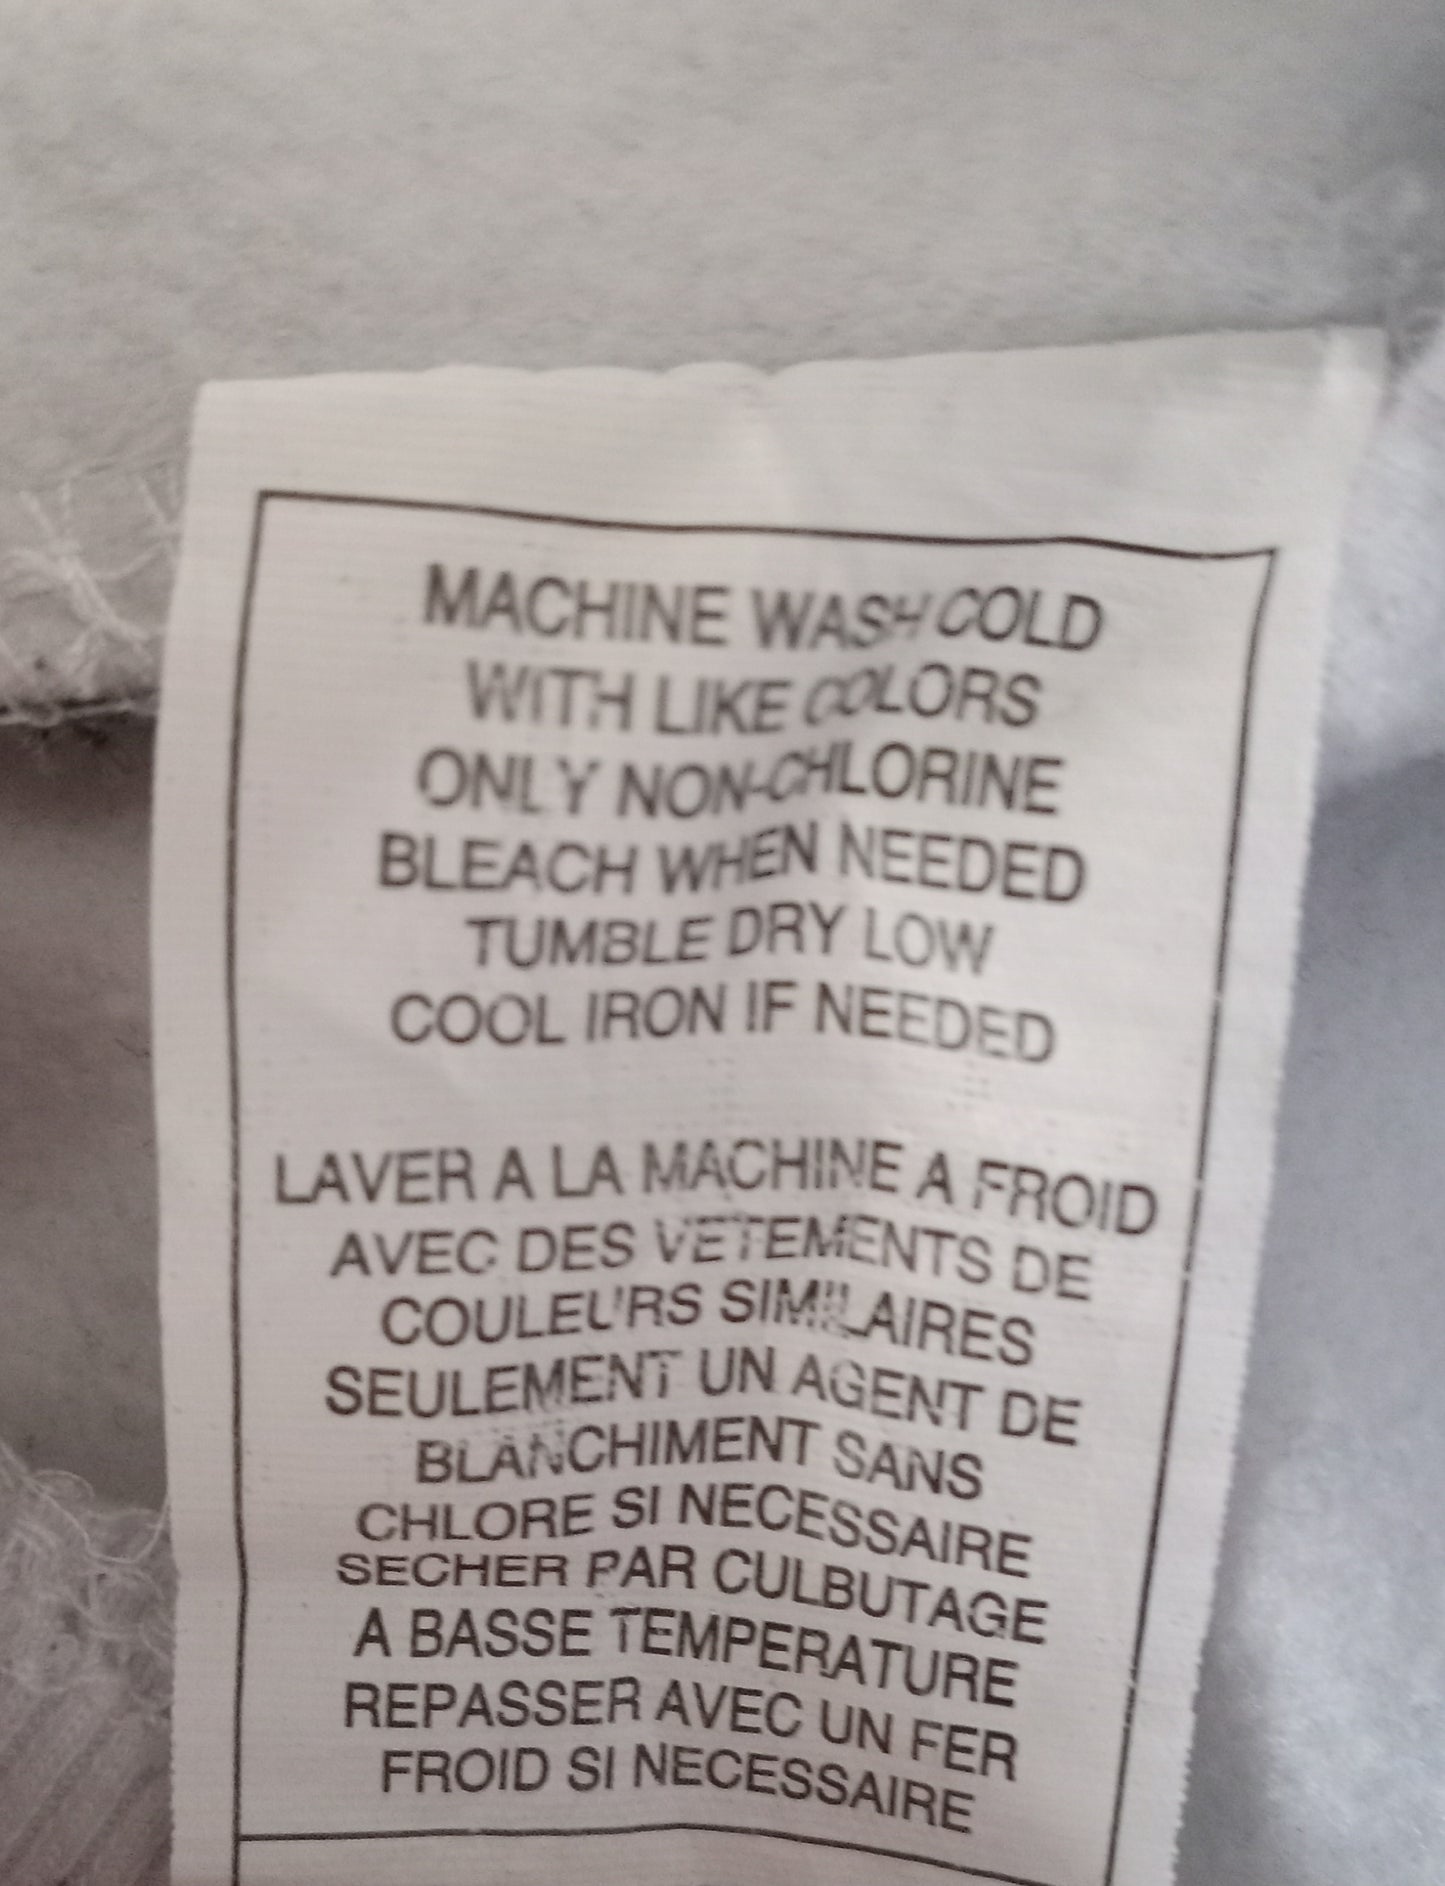 MACHINE WASH COLD
WITH LIKE COLORS
ONLY NON-CHLORINE
BLEACH WHEN NEEDED
TUMBLE DRY LOW
COOL IRON IF NEEDED
LAVER A LA MACHINE A FROID
AVEC DES VETEMENTS DE
COULEURS SIMILAIRES
SEULEMENT UN AGENT DE
BLANCHIMENT SANS
CHLORE SI NECESSAIRE
SECHER PAR CULBUTAGE
A BASSE TEMPERATURE
REPASSER AVEC UN FER
FROID SI NECESSAIRE